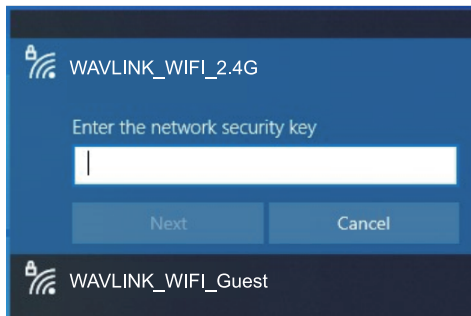 WAVLINK_WIFI_2.4G
Enter the network security key
Next Cancel
WAVLINK_WIFI_Guest